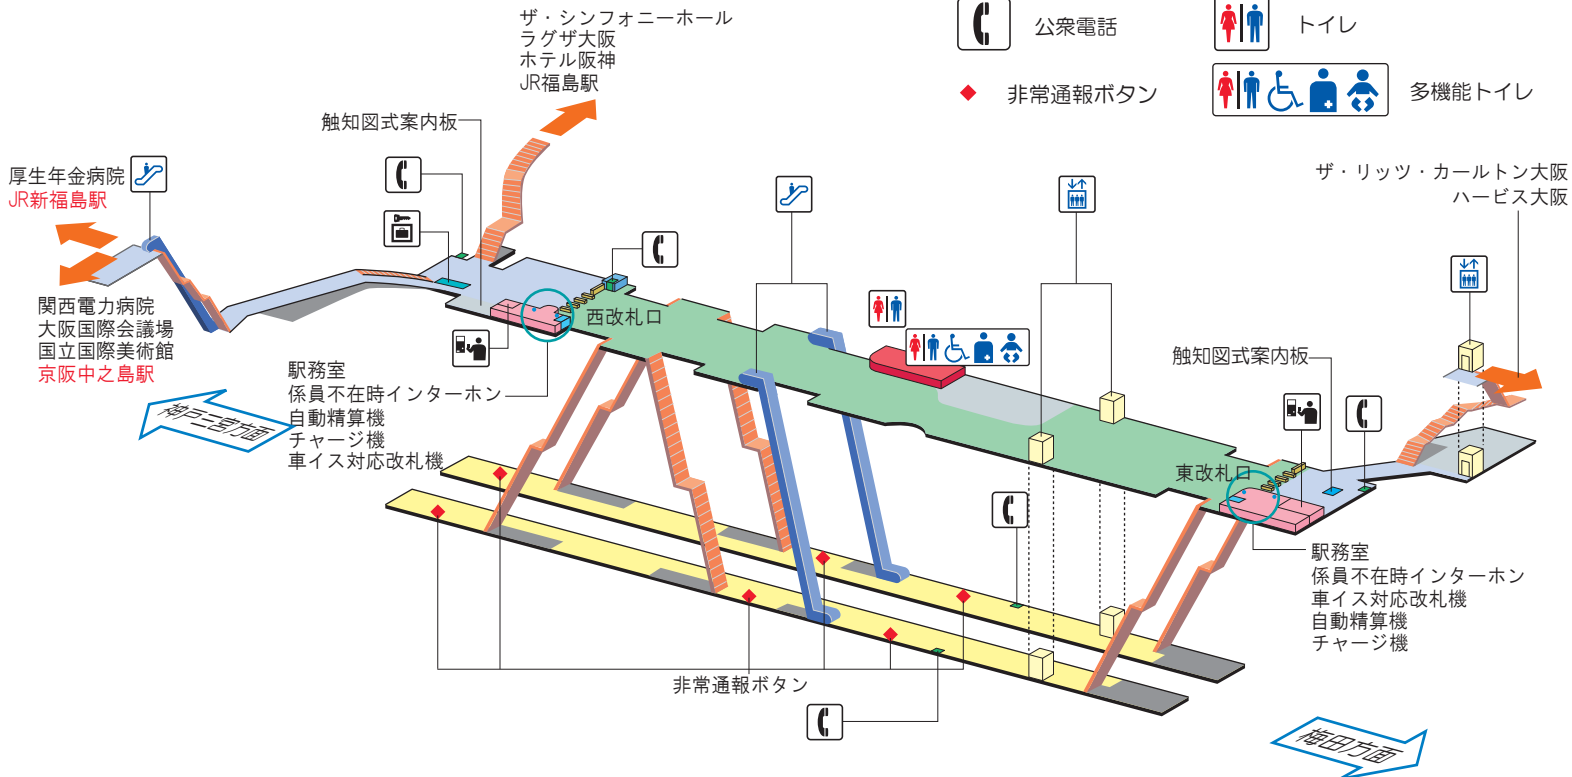 ザ・シンフォニーホール
ラグザ大阪
ホテル阪神
JR福島駅
公衆電話
トイレ
非常通報ボタン
多機能トイレ
触知図式案内板
厚生年金病院
JR新福島駅
ザ・リッツ・カールトン大阪
ハービス大阪
関西電力病院
大阪国際会議場
国立国際美術館
京阪中之島駅
西改札口
触知図式案内板
駅務室
係員不在時インターホン
自動精算機
チャージ機
車イス対応改札機
神戸三宮方面
東改札口
駅務室
係員不在時インターホン
車イス対応改札機
自動精算機
チャージ機
非常通報ボタン
梅田方面